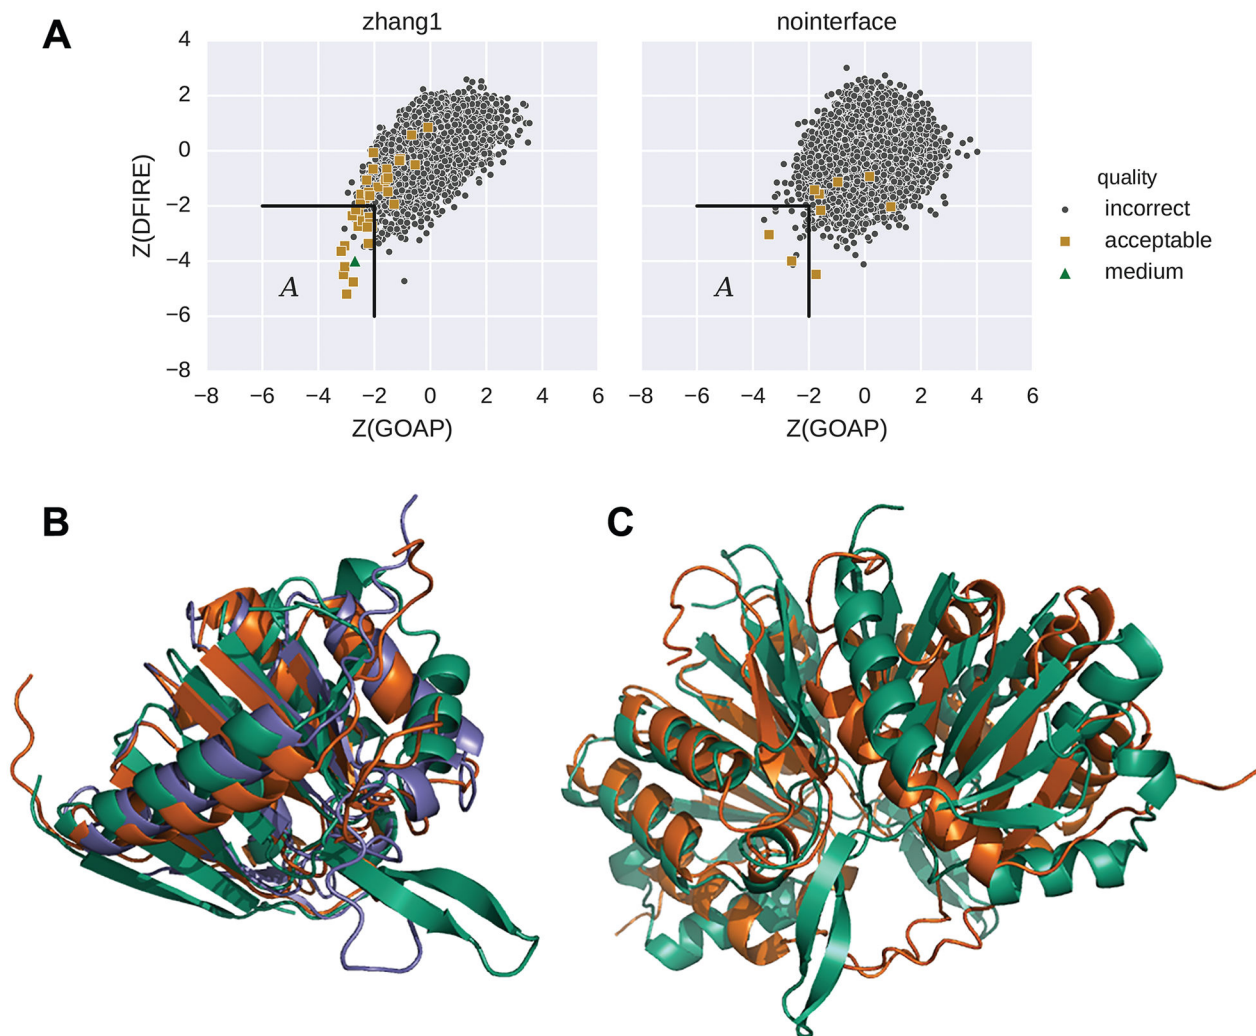 A
zhang1
nointerface
4
2
0
−2
−4
−6
−8
Z(DFIRE)
A
A
quality
incorrect
acceptable
medium
−8 −6 −4 −2 0 2 4 6
−8 −6 −4 −2 0 2 4 6
Z(GOAP)
Z(GOAP)
B
C